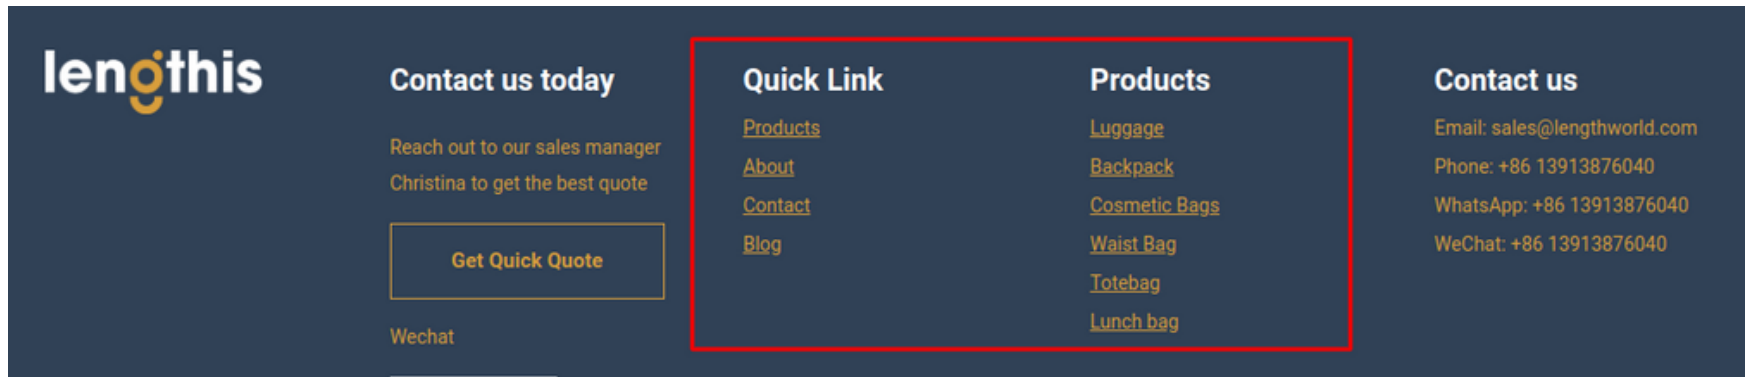 lengthis
Contact us today
Reach out to our sales manager
Christina to get the best quote
Get Quick Quote
Wechat
Quick Link
Products
About
Contact
Blog
Products
Luggage
Backpack
Cosmetic Bags
Waist Bag
Totebag
Lunch bag
Contact us
Email: sales@lengthworld.com
Phone: +86 13913876040
WhatsApp: +86 13913876040
WeChat: +86 13913876040